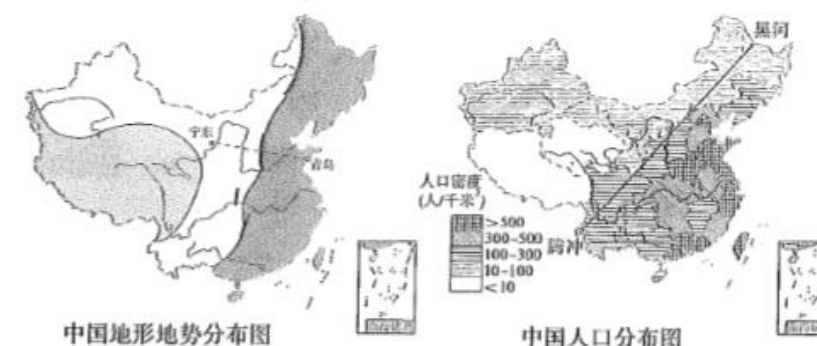 宁东
青岛
中国地形地势分布图
黑河
人口密度
(人/千米²)
>500
300-500
100-300
10-100
<10
腾冲
中国人口分布图